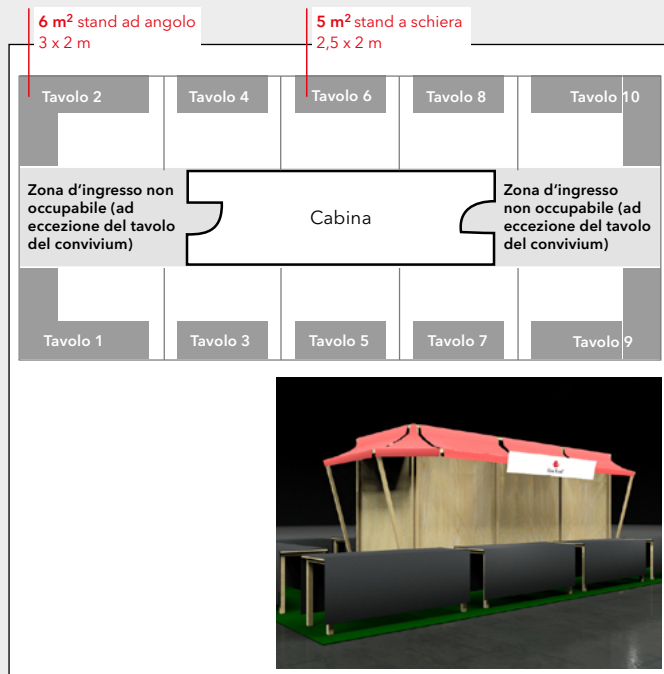 6 m² stand ad angolo
3 x 2 m
5 m² stand a schiera
2,5 x 2 m
Tavolo 2
Tavolo 4
Tavolo 6
Tavolo 8
Tavolo 10
Zona d‘ingresso non
occupabile (ad
eccezione del tavolo
del convivium)
Cabina
Zona d‘ingresso
non occupabile (ad
eccezione del tavolo
del convivium)
Tavolo 1
Tavolo 3
Tavolo 5
Tavolo 7
Tavolo 9